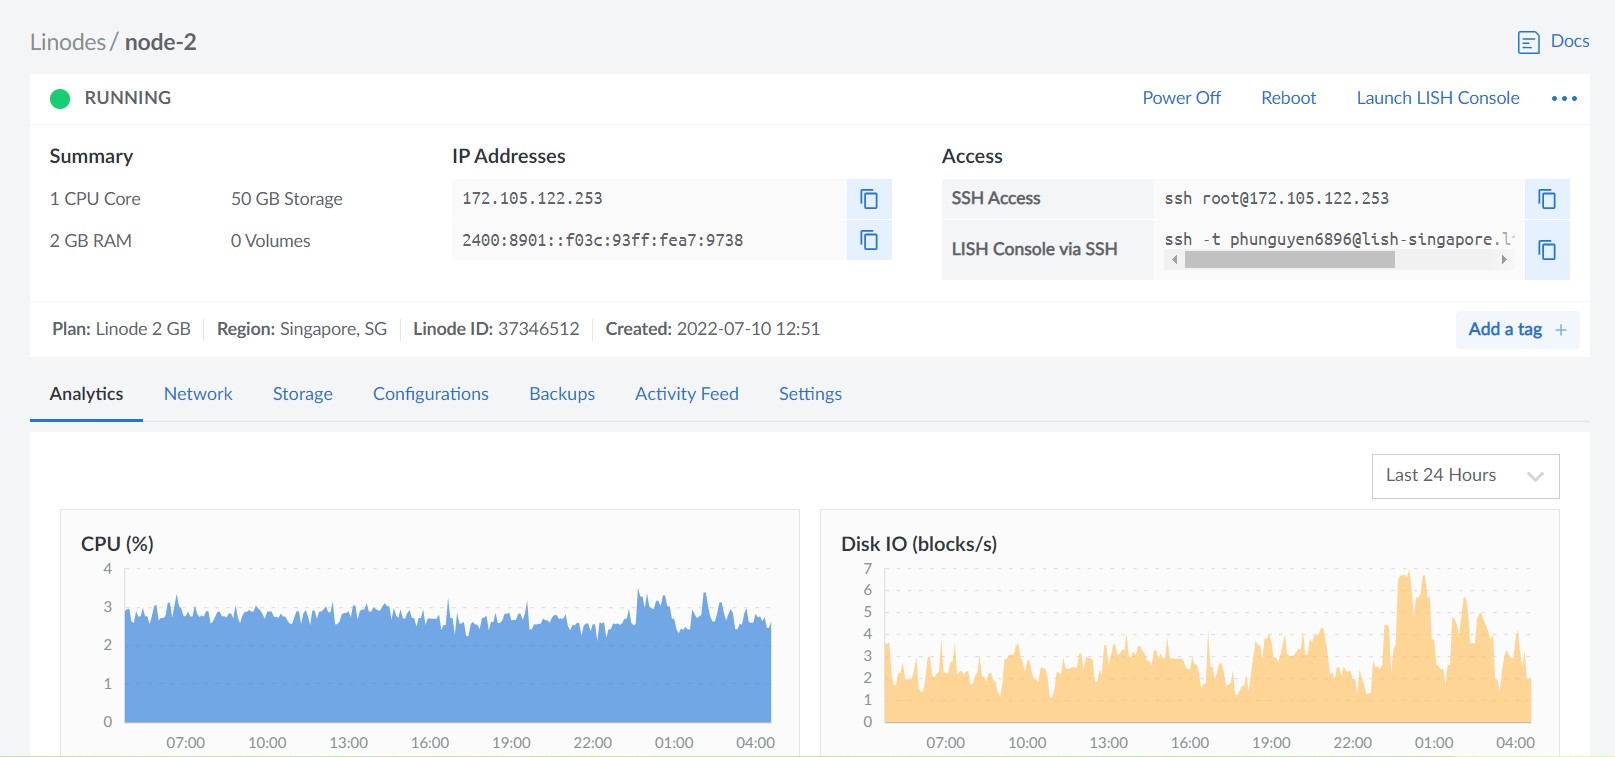 Linodes / node-2
Docs
RUNNING
Power Off Reboot Launch LISH Console
Summary
1 CPU Core 50 GB Storage
2 GB RAM 0 Volumes
IP Addresses
172.105.122.253
2400:8901::f03c:93ff:fea7:9738
Access
SSH Access ssh root@172.105.122.253
LISH Console via SSH ssh -t phunguyen6896@lish-singapore.
Plan: Linode 2 GB Region: Singapore, SG Linode ID: 37346512 Created: 2022-07-10 12:51
Add a tag +
Analytics Network Storage Configurations Backups Activity Feed Settings
Last 24 Hours
CPU (%)
4
3
2
1
0
07:00 10:00 13:00 16:00 19:00 22:00 01:00 04:00
Disk IO (blocks/s)
7
6
5
4
3
2
1
0
07:00 10:00 13:00 16:00 19:00 22:00 01:00 04:00